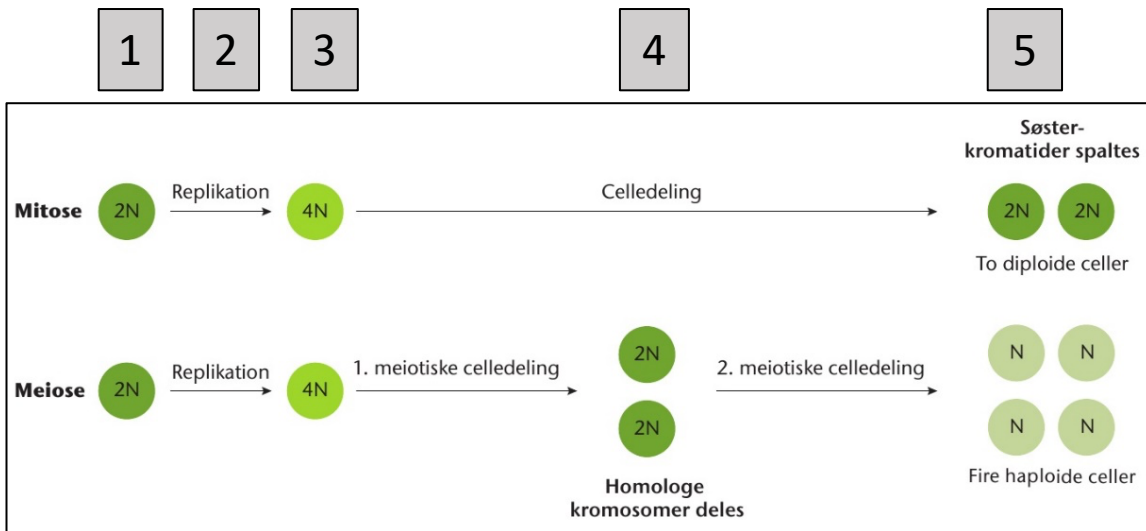 1 2 3 4 5
Søster-
kromatider spaltes
Mitose 2N Replikation 4N Celledeling 2N 2N
To diploide celler
Meiose 2N Replikation 4N 1. meiotiske celledeling 2N 2. meiotiske celledeling N N
2N N N
Homologe
kromosomer deles
Fire haploide celler